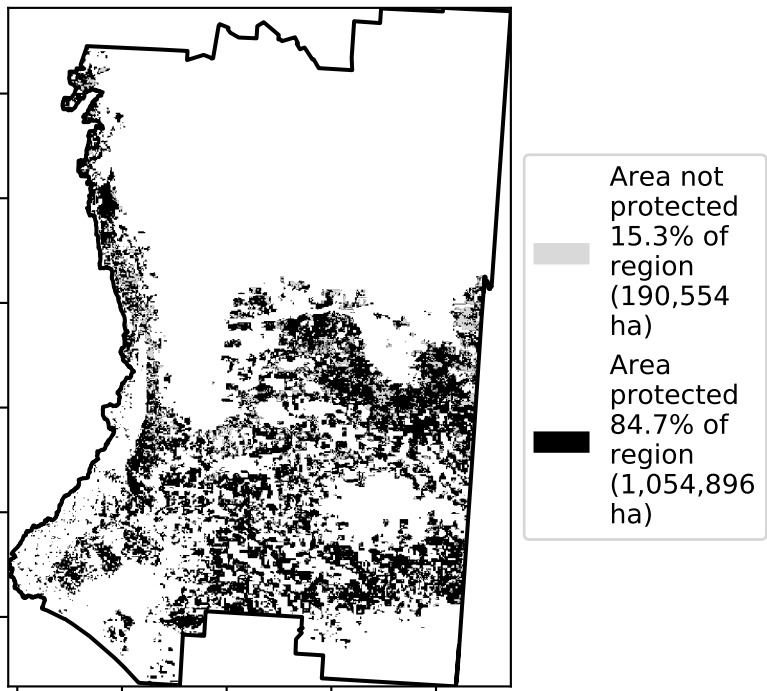 Area not
protected
15.3% of
region
(190,554
ha)
Area
protected
84.7% of
region
(1,054,896
ha)